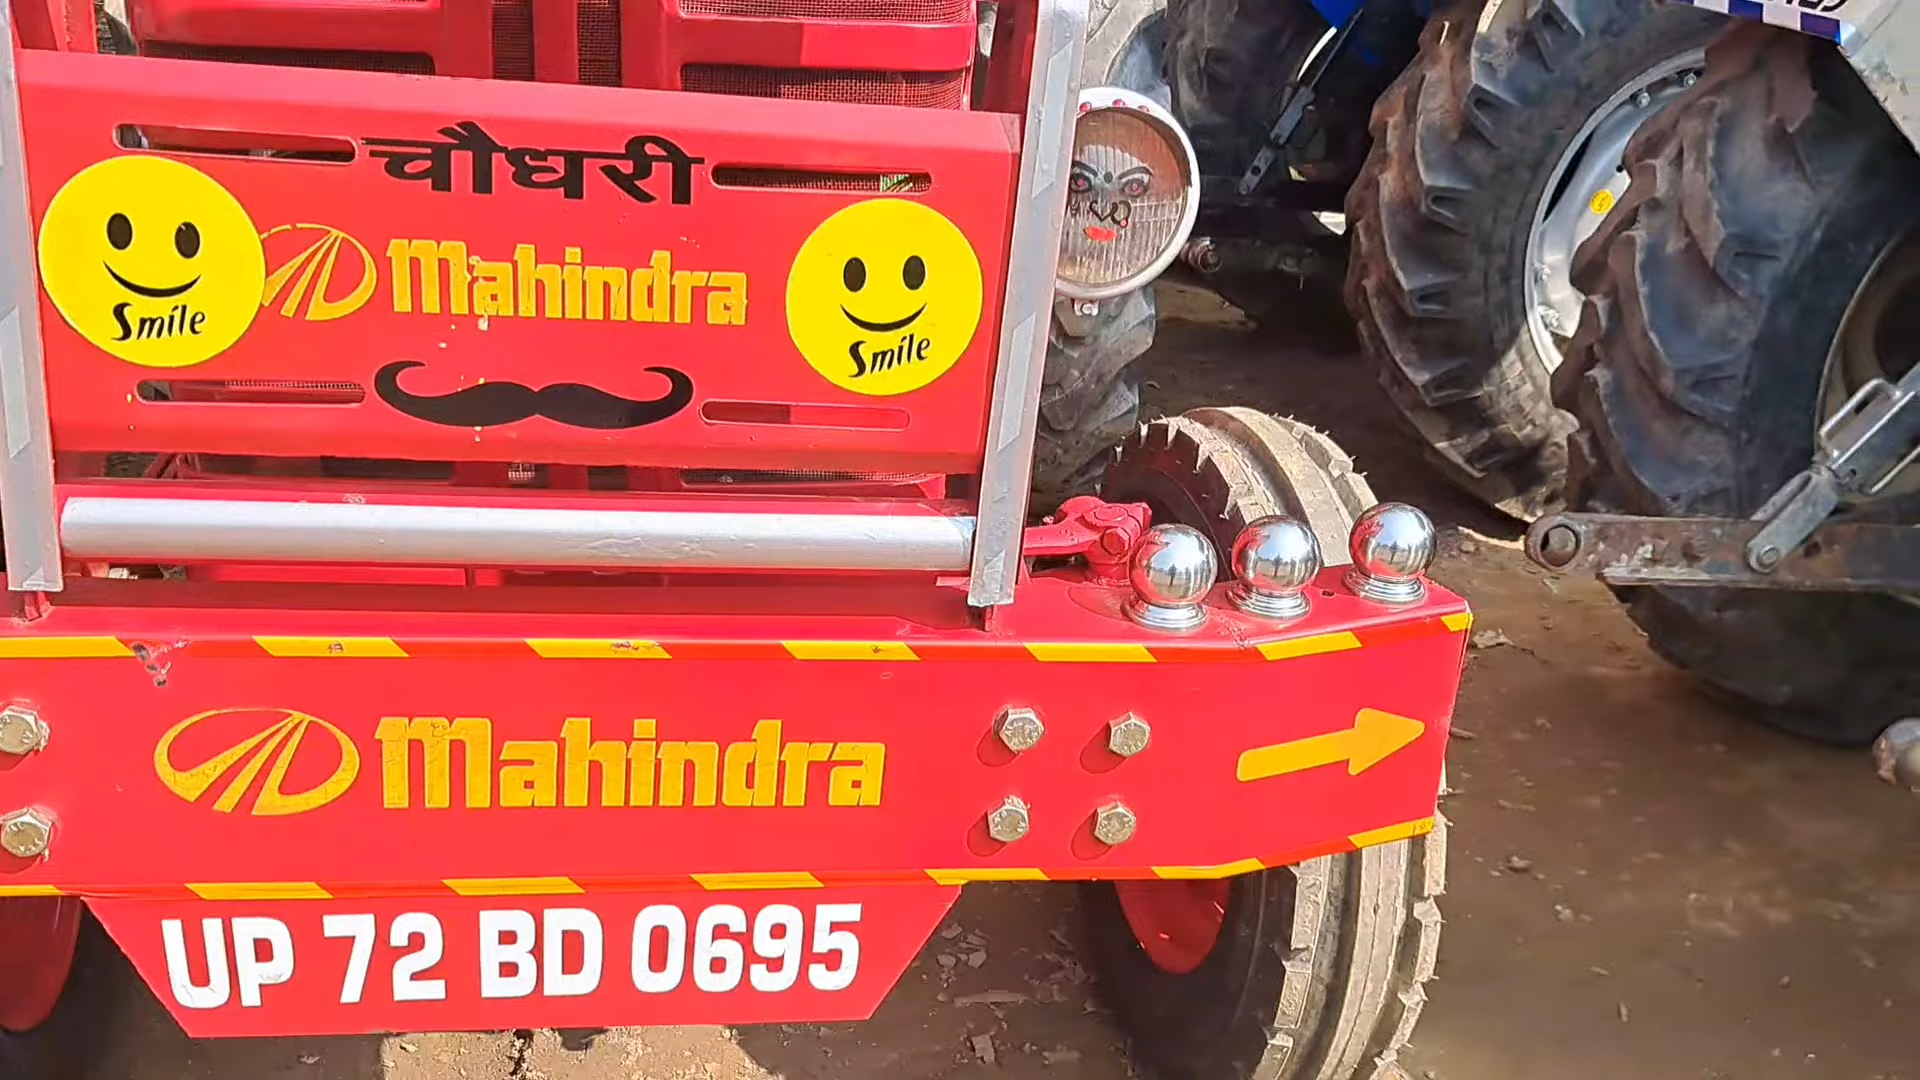 चौधरी
Mahindra
Smile
Smile
Mahindra
UP 72 BD 0695